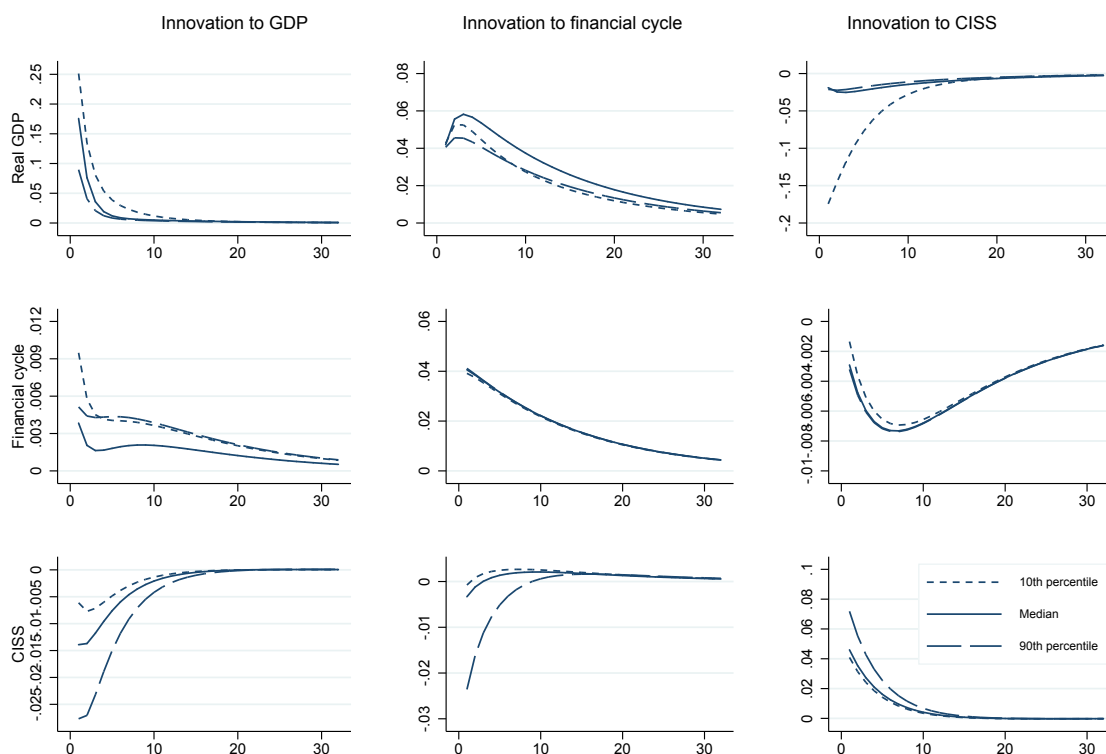 Innovation to GDP
Innovation to financial cycle
Innovation to CISS
Real GDP
0 .05 .1 .15 .2 .25
0 10 20 30
0 .02 .04 .06 .08
0 10 20 30
-.2 -.15 -.1 -.05 0
0 10 20 30
Financial cycle
0 .003 .006 .009 .012
0 10 20 30
0 .02 .04 .06
0 10 20 30
-.01-.008-.006-.004-.002 0
0 10 20 30
CISS
-.025-.02-.015-.01-.005 0
0 10 20 30
-.03 -.02 -.01 0
0 10 20 30
0 .02 .04 .06 .08 .1
0 10 20 30
10th percentile
Median
90th percentile